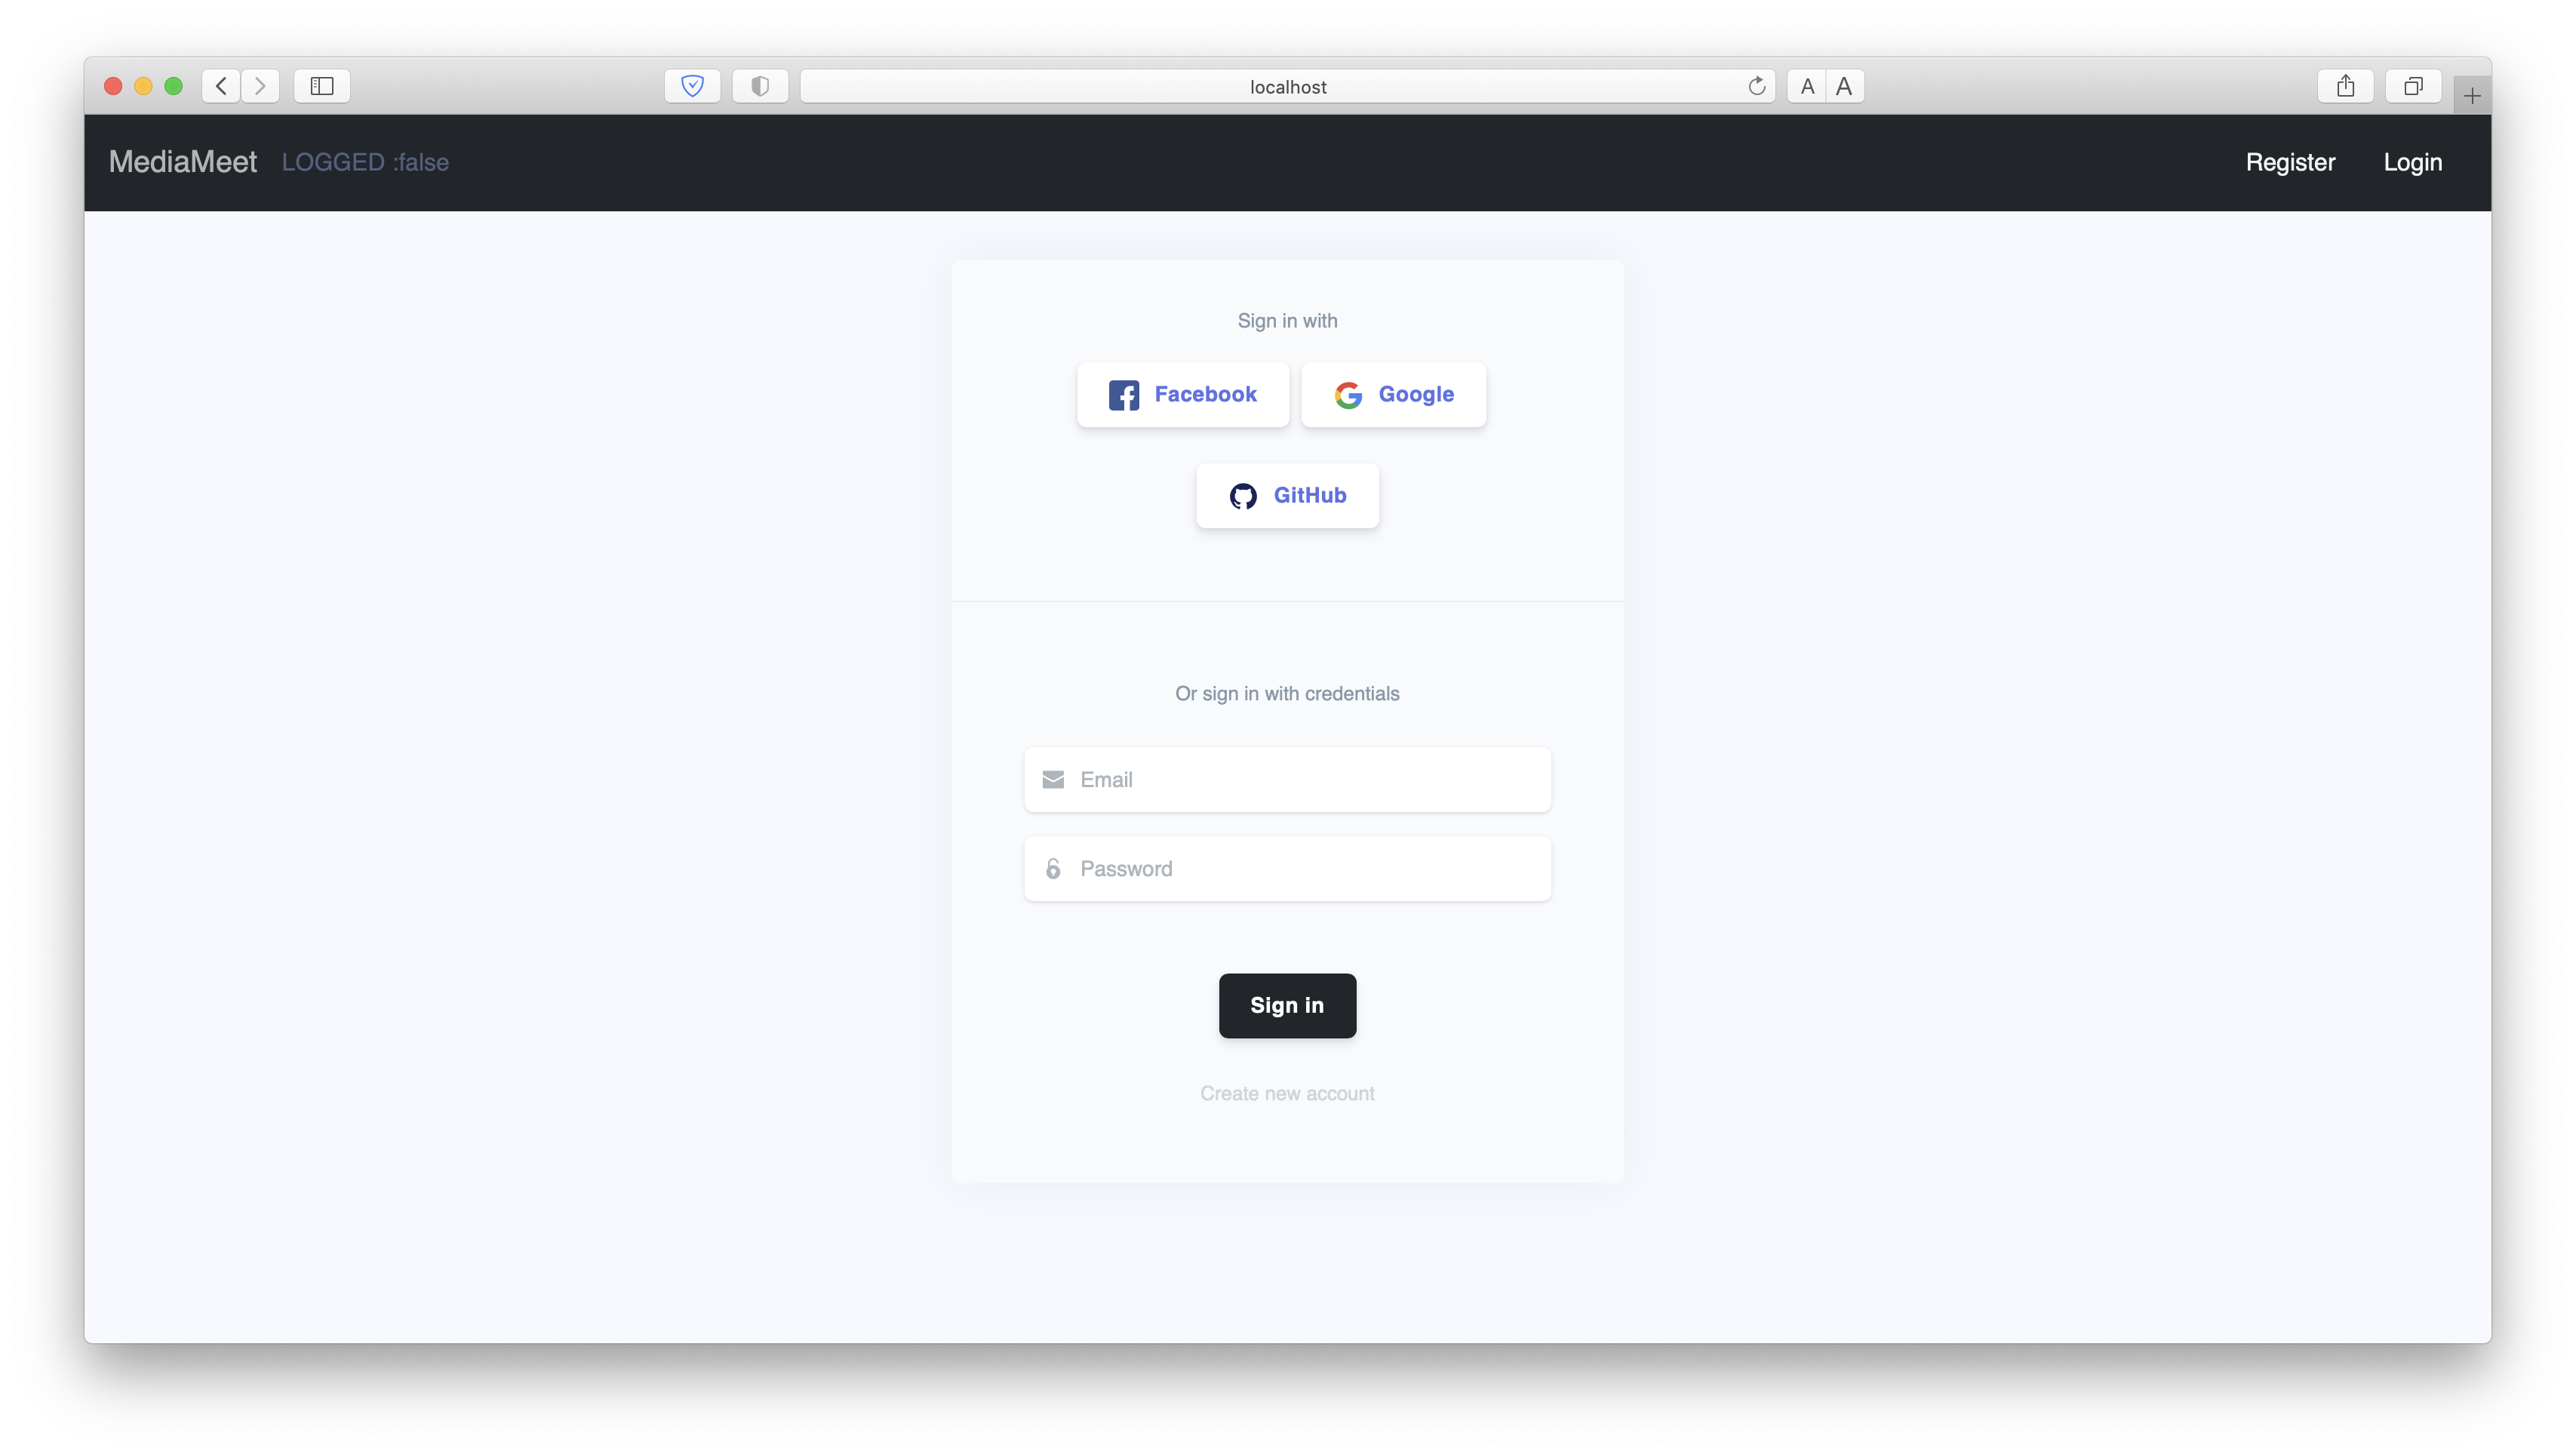 localhost
A A
MediaMeet LOGGED :false Register Login
Sign in with
Facebook Google
GitHub
Or sign in with credentials
Email
Password
Sign in
Create new account